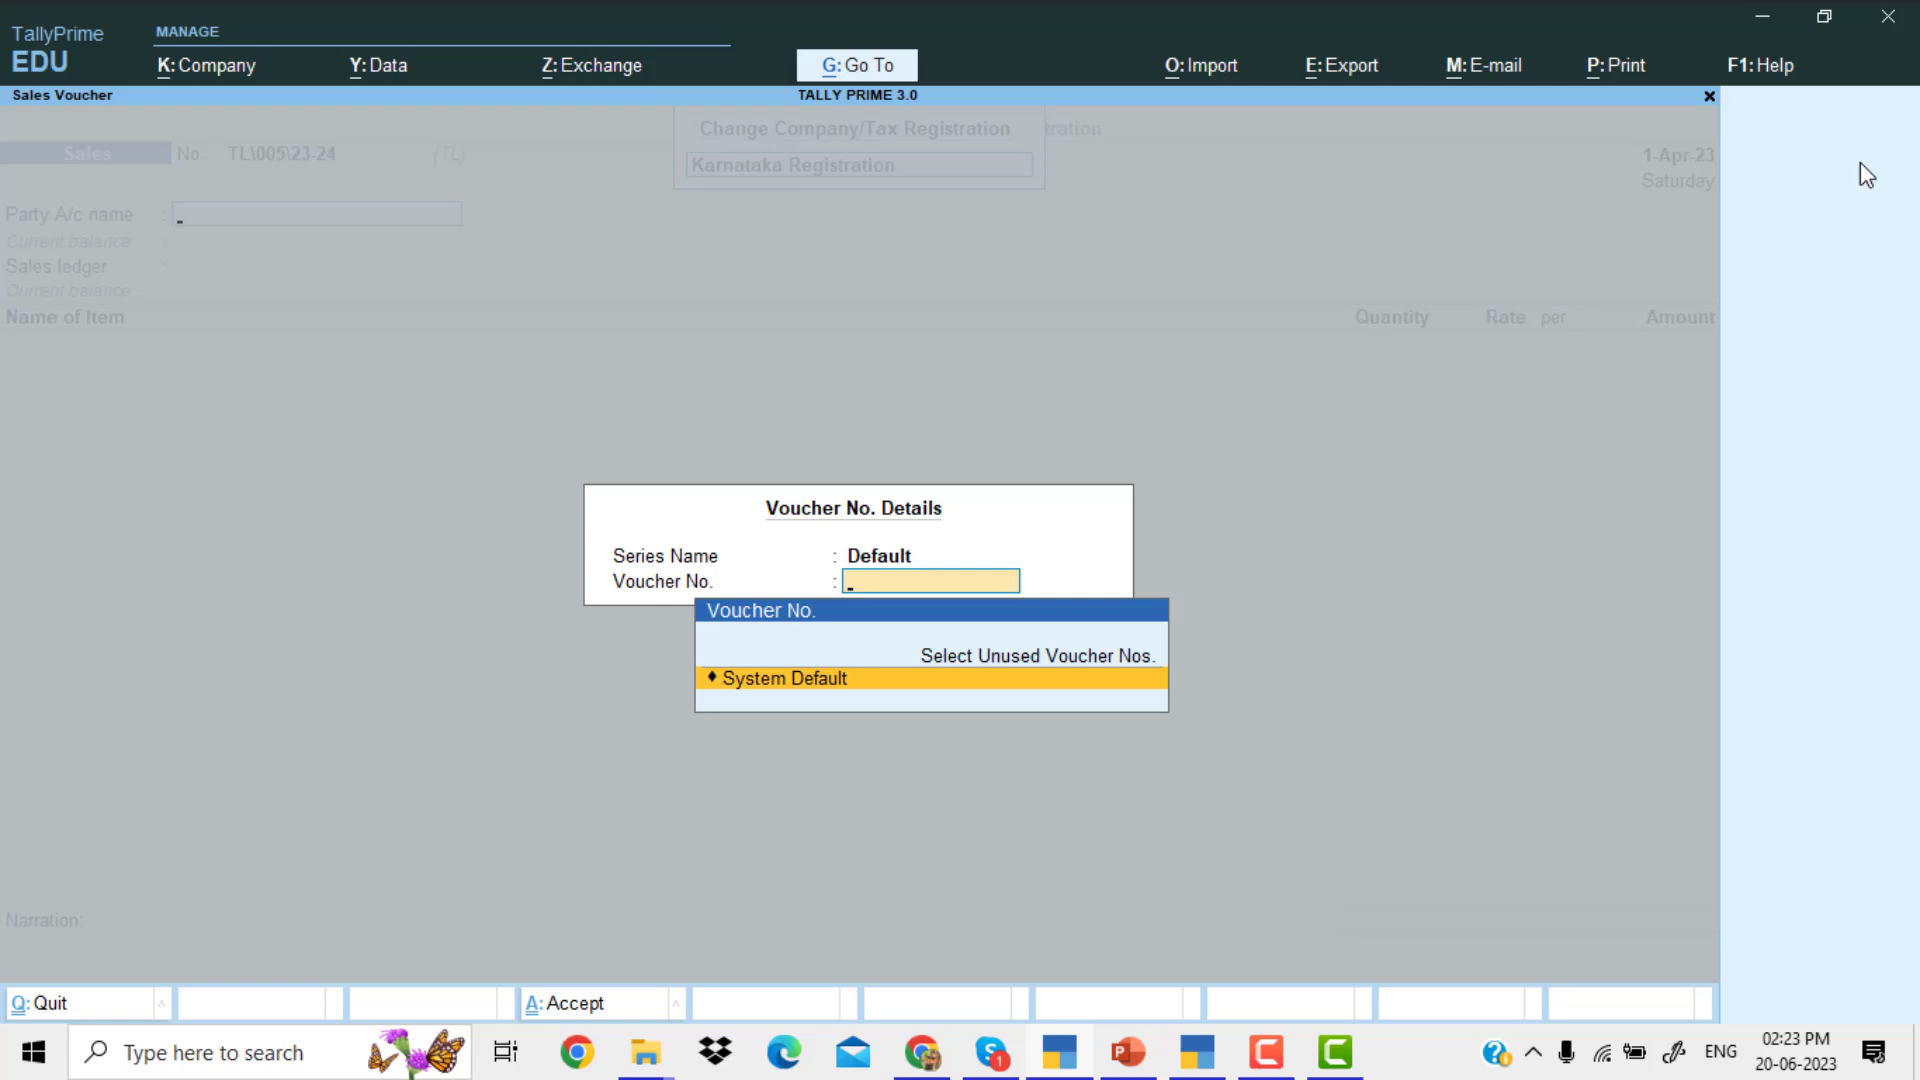 TallyPrime
EDU
MANAGE
K: Company
Y: Data
Z: Exchange
G: Go To
O: Import
E: Export
M: E-mail
P: Print
F1: Help
Sales Voucher
TALLY PRIME 3.0
Change Company/Tax Registration
tration
Karnataka Registration
Sales
No.
TL\005\23-24
(TL)
1-Apr-23
Saturday
Party A/c name :
Current balance
Sales ledger :
Current balance
Name of Item
Quantity
Rate
per
Amount
Voucher No. Details
Series Name : Default
Voucher No. :
Voucher No.
Select Unused Voucher Nos.
♦ System Default
Narration:
Q: Quit
A: Accept
Type here to search
1
ENG
02:23 PM
20-06-2023